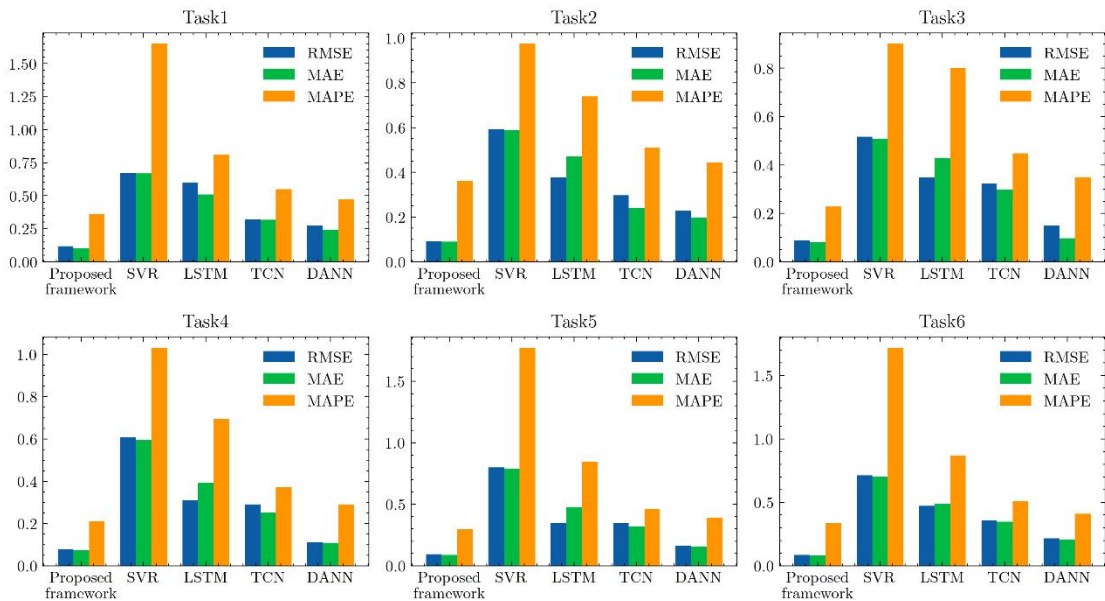 Task1
1.50
1.25
1.00
0.75
0.50
0.25
0.00
RMSE
MAE
MAPE
Proposed SVR LSTM TCN DANN
framework
Task2
1.0
0.8
0.6
0.4
0.2
0.0
RMSE
MAE
MAPE
Proposed SVR LSTM TCN DANN
framework
Task3
0.8
0.6
0.4
0.2
0.0
RMSE
MAE
MAPE
Proposed SVR LSTM TCN DANN
framework
Task4
1.0
0.8
0.6
0.4
0.2
0.0
RMSE
MAE
MAPE
Proposed SVR LSTM TCN DANN
framework
Task5
1.5
1.0
0.5
0.0
RMSE
MAE
MAPE
Proposed SVR LSTM TCN DANN
framework
Task6
1.5
1.0
0.5
0.0
RMSE
MAE
MAPE
Proposed SVR LSTM TCN DANN
framework